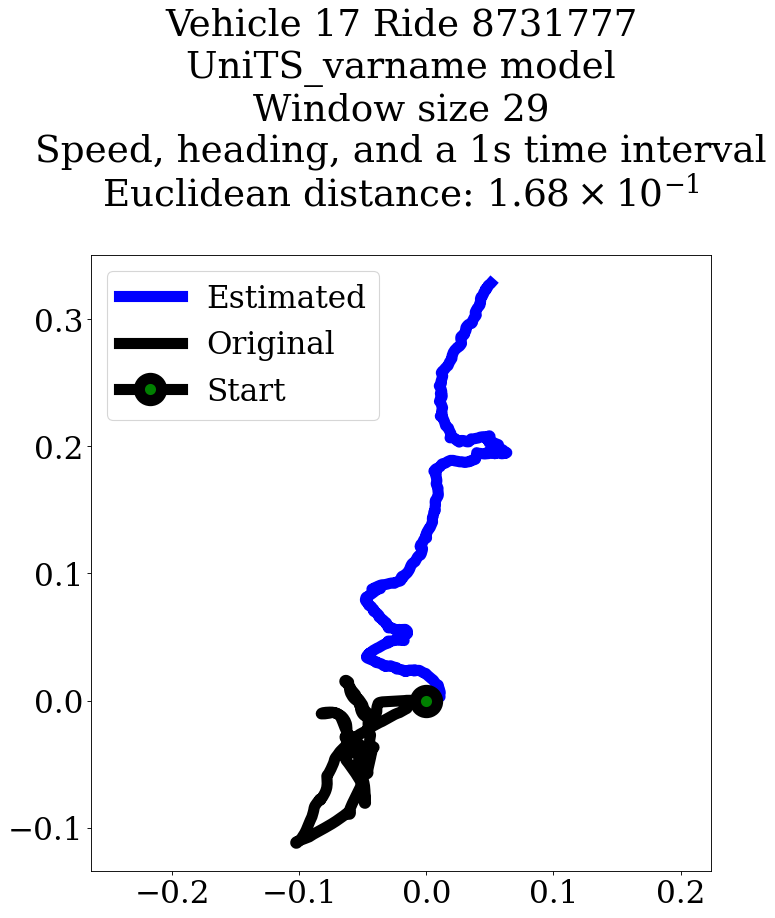 Vehicle 17 Ride 8731777
UniTS_varname model
Window size 29
Speed, heading, and a 1s time interval
Euclidean distance: 1.68 × 10⁻¹
Estimated
Original
Start
0.3
0.2
0.1
0.0
−0.1
−0.2 −0.1 0.0 0.1 0.2